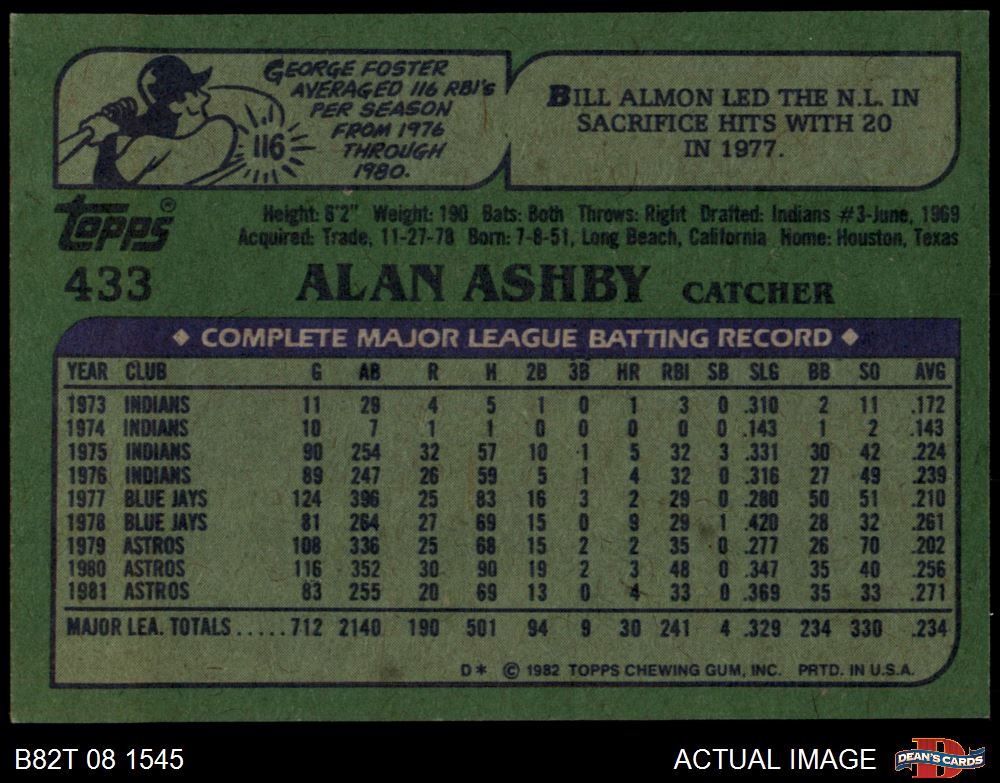 GEORGE FOSTER
AVERAGED 116 RBI's
PER SEASON
FROM 1976
THROUGH
1980.
116
BILL ALMON LED THE N.L. IN
SACRIFICE HITS WITH 20
IN 1977.
topps®
Height: 6'2" Weight: 190 Bats: Both Throws: Right Drafted: Indians #3-June, 1969
Acquired: Trade, 11-27-78 Born: 7-8-51, Long Beach, California Home: Houston, Texas
433 ALAN ASHBY CATCHER
◆ COMPLETE MAJOR LEAGUE BATTING RECORD ◆
YEAR CLUB G AB R H 2B 3B HR RBI SB SLG BB SO AVG
1973 INDIANS 11 29 4 5 1 0 1 3 0 .310 2 11 .172
1974 INDIANS 10 7 1 1 0 0 0 0 0 .143 1 2 .143
1975 INDIANS 90 254 32 57 10 1 5 32 3 .331 30 42 .224
1976 INDIANS 89 247 26 59 5 1 4 32 0 .316 27 49 .239
1977 BLUE JAYS 124 396 25 83 16 3 2 29 0 .280 50 51 .210
1978 BLUE JAYS 81 264 27 69 15 0 9 29 1 .420 28 32 .261
1979 ASTROS 108 336 25 68 15 2 2 35 0 .277 26 70 .202
1980 ASTROS 116 352 30 90 19 2 3 48 0 .347 35 40 .256
1981 ASTROS 83 255 20 69 13 0 4 33 0 .369 35 33 .271
MAJOR LEA. TOTALS.....712 2140 190 501 94 9 30 241 4 .329 234 330 .234
D* © 1982 TOPPS CHEWING GUM, INC. PRTD. IN U.S.A.
B82T 08 1545 ACTUAL IMAGE
D
DEAN'S CARDS